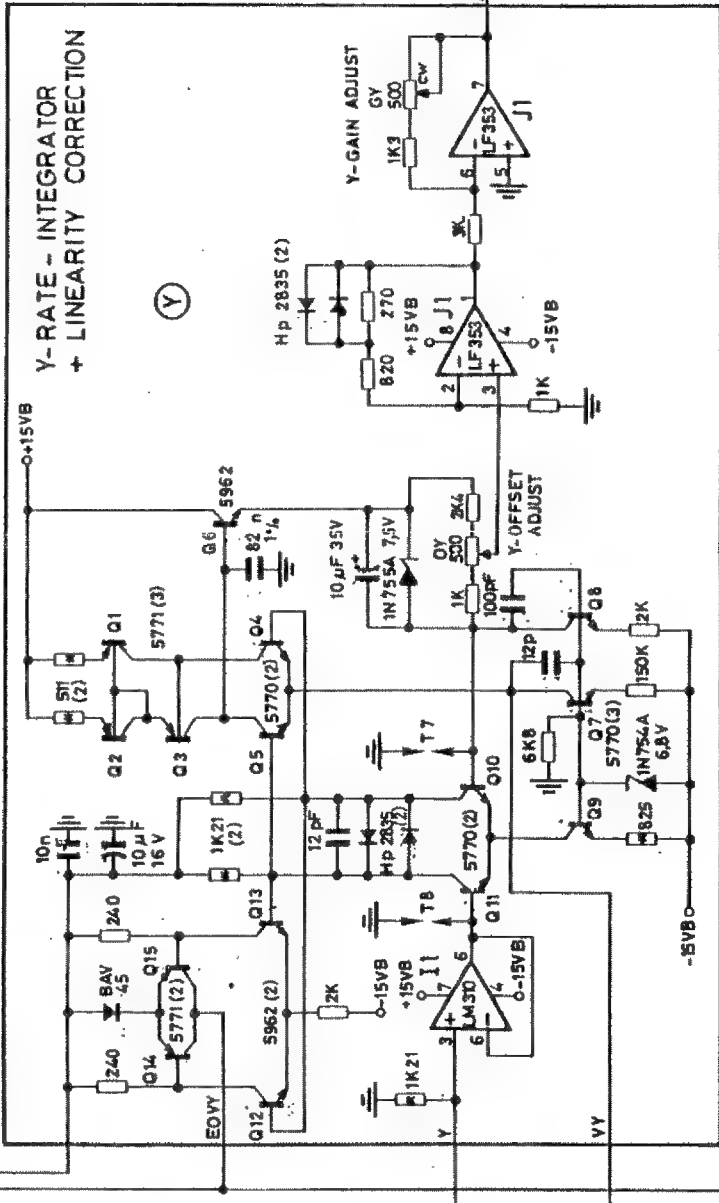 Y-RATE-INTEGRATOR
+ LINEARITY CORRECTION
Y
+15VB
511
(2)
Q1
Q2
Q3
5771 (3)
Q6
5962
82 n
1%
Q4
Q5
5770(2)
10n
10µF
16V
1K21
(2)
240
BAV
45
Q15
Q14
5771(2)
240
Q13
5962 (2)
Q12
EOVY
2K
-15VB
12 pF
Hp 2835
(2)
10µF 35V
1N755A 7,5V
1K
OY
500
2K4
Y-OFFSET
ADJUST
100pF
T7
T8
Q10
Q11
5770(2)
+15VB
I1
LM310
3
6
7
4
6
-15VB
1K21
Y
VY
12p
Q8
Q7
5770(3)
Q9
6K8
1N754A
6,8V
825
150K
2K
-15VB
Hp 2835 (2)
820
270
+15VB
8
J1
LF353
2
3
1
4
-15VB
1K
Y-GAIN ADJUST
GY
500
CW
1K3
6
5
7
LF353
J1